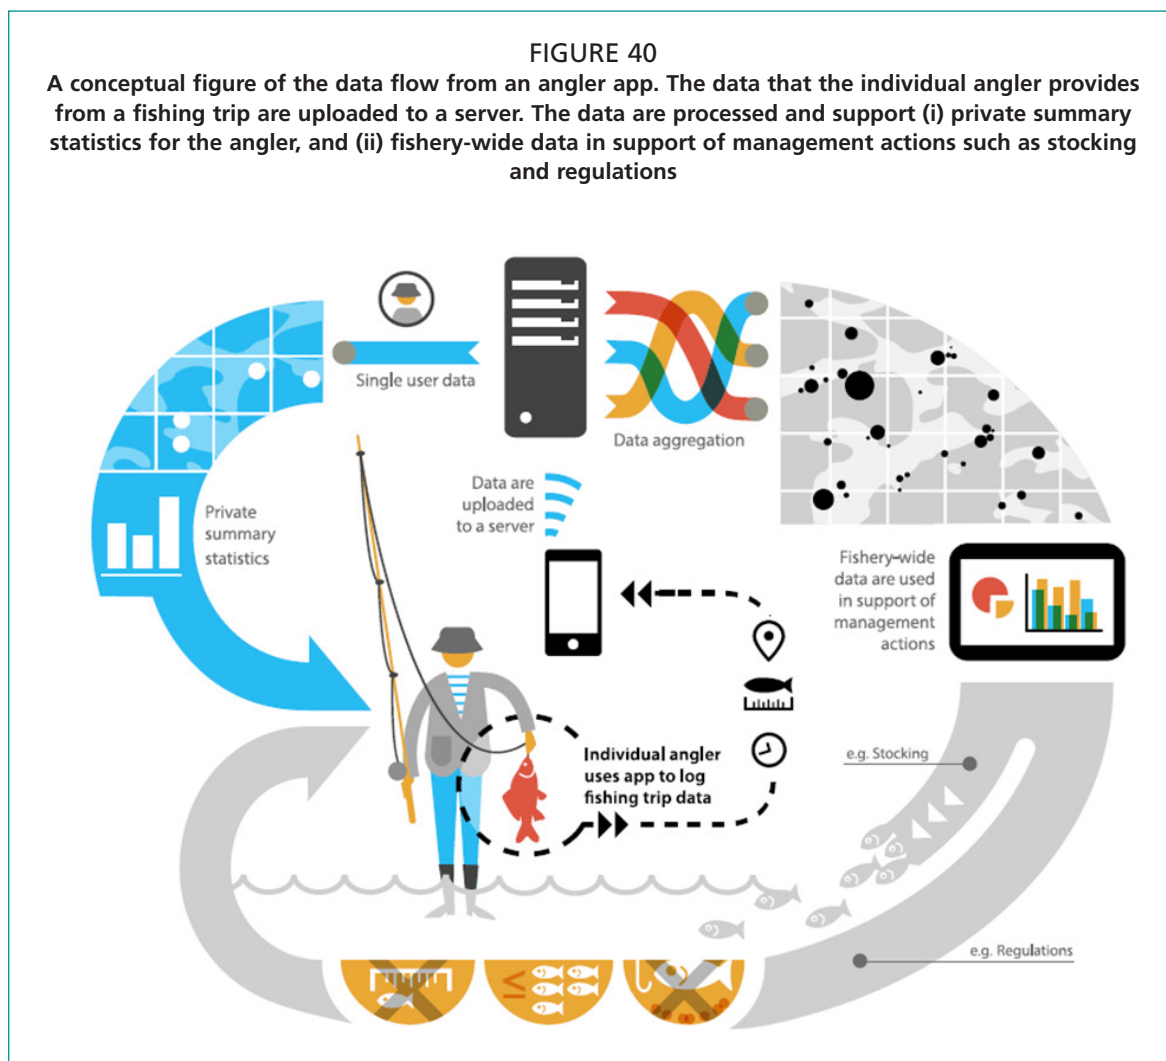 FIGURE 40
A conceptual figure of the data flow from an angler app. The data that the individual angler provides
from a fishing trip are uploaded to a server. The data are processed and support (i) private summary
statistics for the angler, and (ii) fishery-wide data in support of management actions such as stocking
and regulations
Single user data
Data aggregation
Data are
uploaded
to a server
Private
summary
statistics
Fishery-wide
data are used
in support of
management
actions
Individual angler
uses app to log
fishing trip data
e.g. Stocking
e.g. Regulations